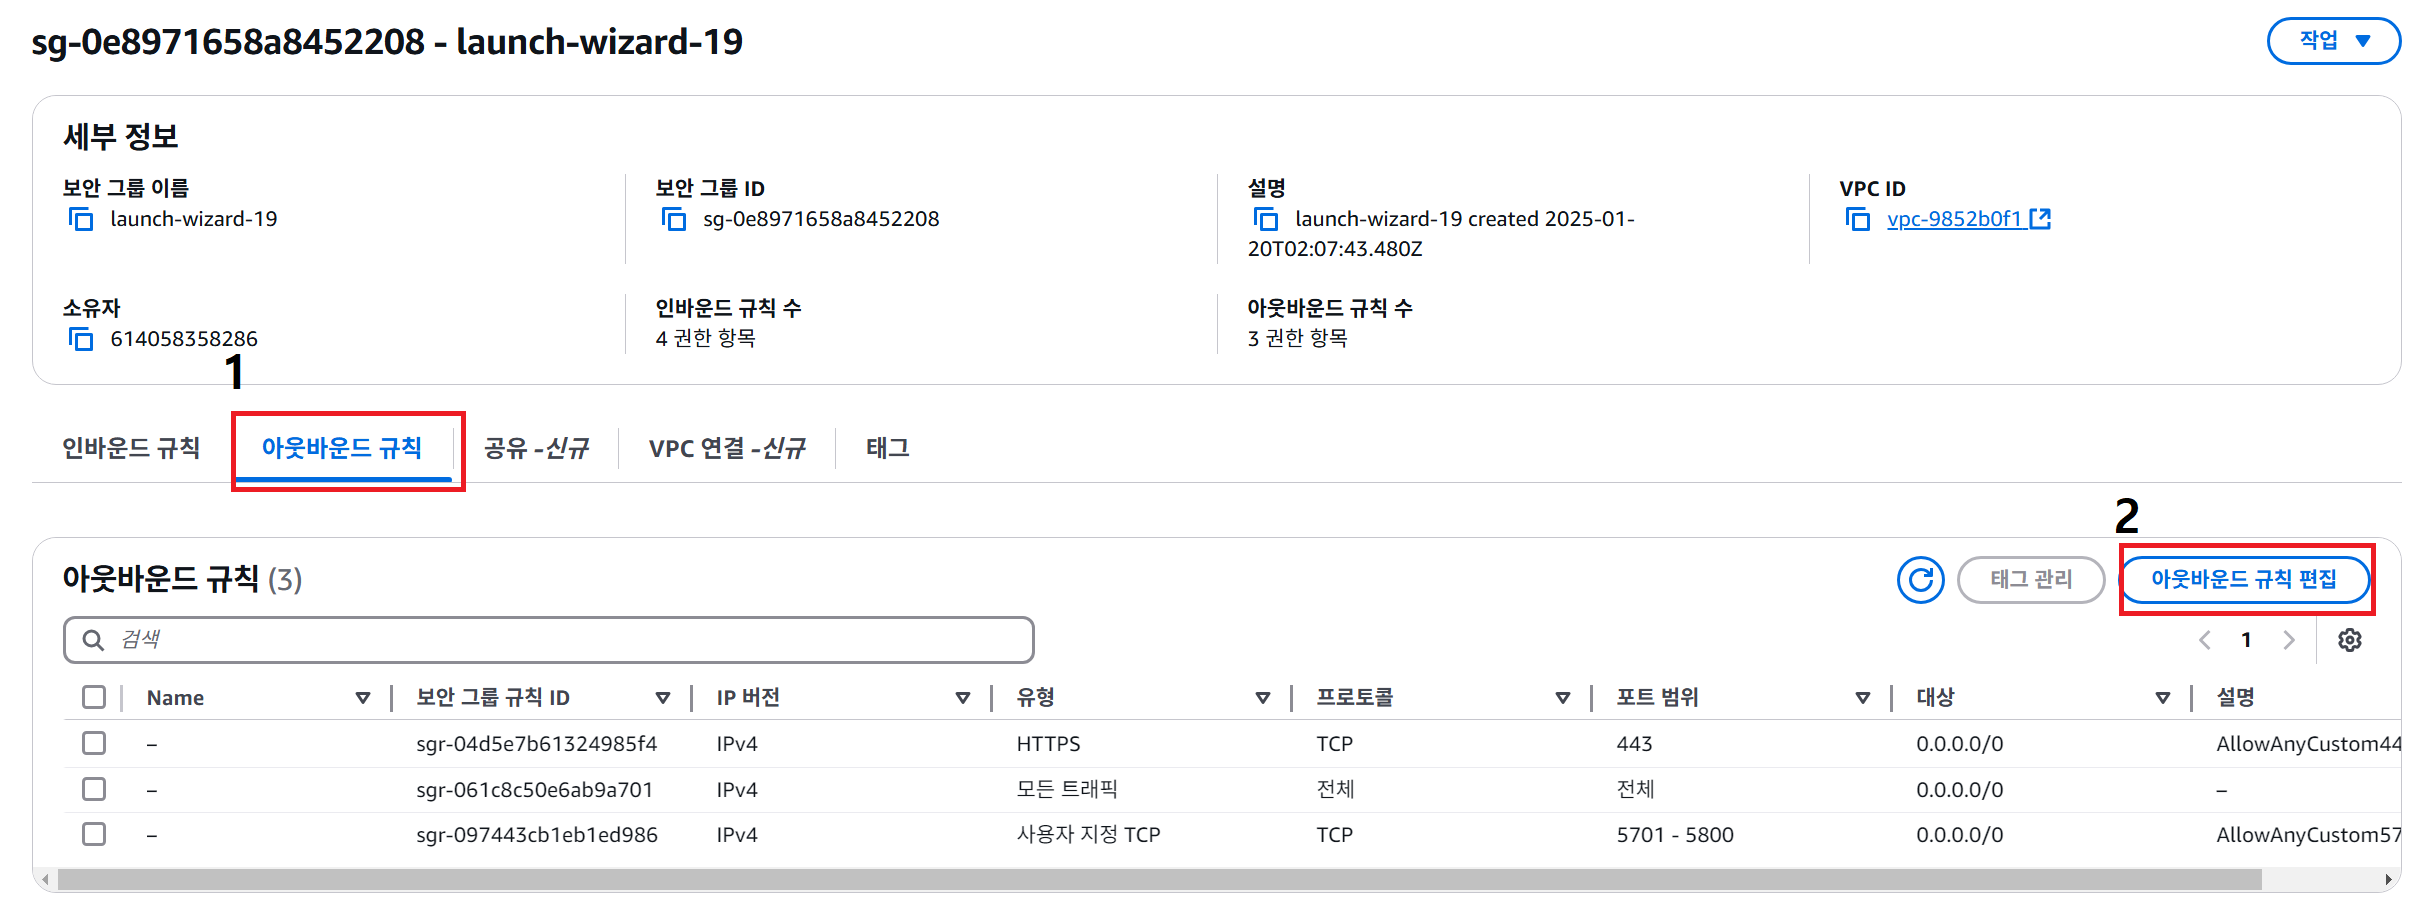 sg-0e8971658a8452208 - launch-wizard-19
작업
세부 정보
보안 그룹 이름
launch-wizard-19
보안 그룹 ID
sg-0e8971658a8452208
설명
launch-wizard-19 created 2025-01-
20T02:07:43.480Z
VPC ID
vpc-9852b0f1
소유자
614058358286
인바운드 규칙 수
4 권한 항목
아웃바운드 규칙 수
3 권한 항목
1
인바운드 규칙 아웃바운드 규칙 공유 -신규 VPC 연결 -신규 태그
2
아웃바운드 규칙 (3) 태그 관리 아웃바운드 규칙 편집
검색 1
Name 보안 그룹 규칙 ID IP 버전 유형 프로토콜 포트 범위 대상 설명
– sgr-04d5e7b61324985f4 IPv4 HTTPS TCP 443 0.0.0.0/0 AllowAnyCustom44
– sgr-061c8c50e6ab9a701 IPv4 모든 트래픽 전체 전체 0.0.0.0/0 –
– sgr-097443cb1eb1ed986 IPv4 사용자 지정 TCP TCP 5701 - 5800 0.0.0.0/0 AllowAnyCustom57